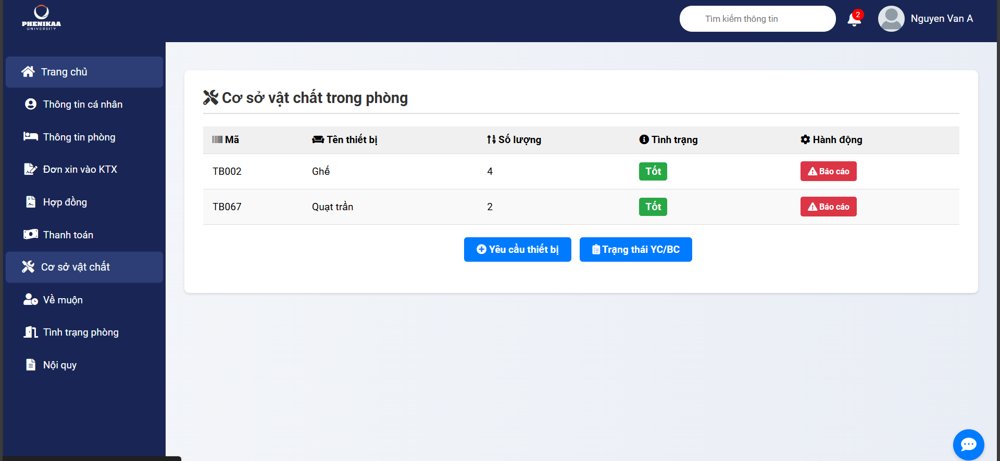 PHENIKAA
UNIVERSITY
Tìm kiếm thông tin
2
Nguyen Van A
Trang chủ
Thông tin cá nhân
Thông tin phòng
Đơn xin vào KTX
Hợp đồng
Thanh toán
Cơ sở vật chất
Về muộn
Tình trạng phòng
Nội quy
Cơ sở vật chất trong phòng
Mã Tên thiết bị Số lượng Tình trạng Hành động
TB002 Ghế 4 Tốt Báo cáo
TB067 Quạt trần 2 Tốt Báo cáo
Yêu cầu thiết bị Trạng thái YC/BC